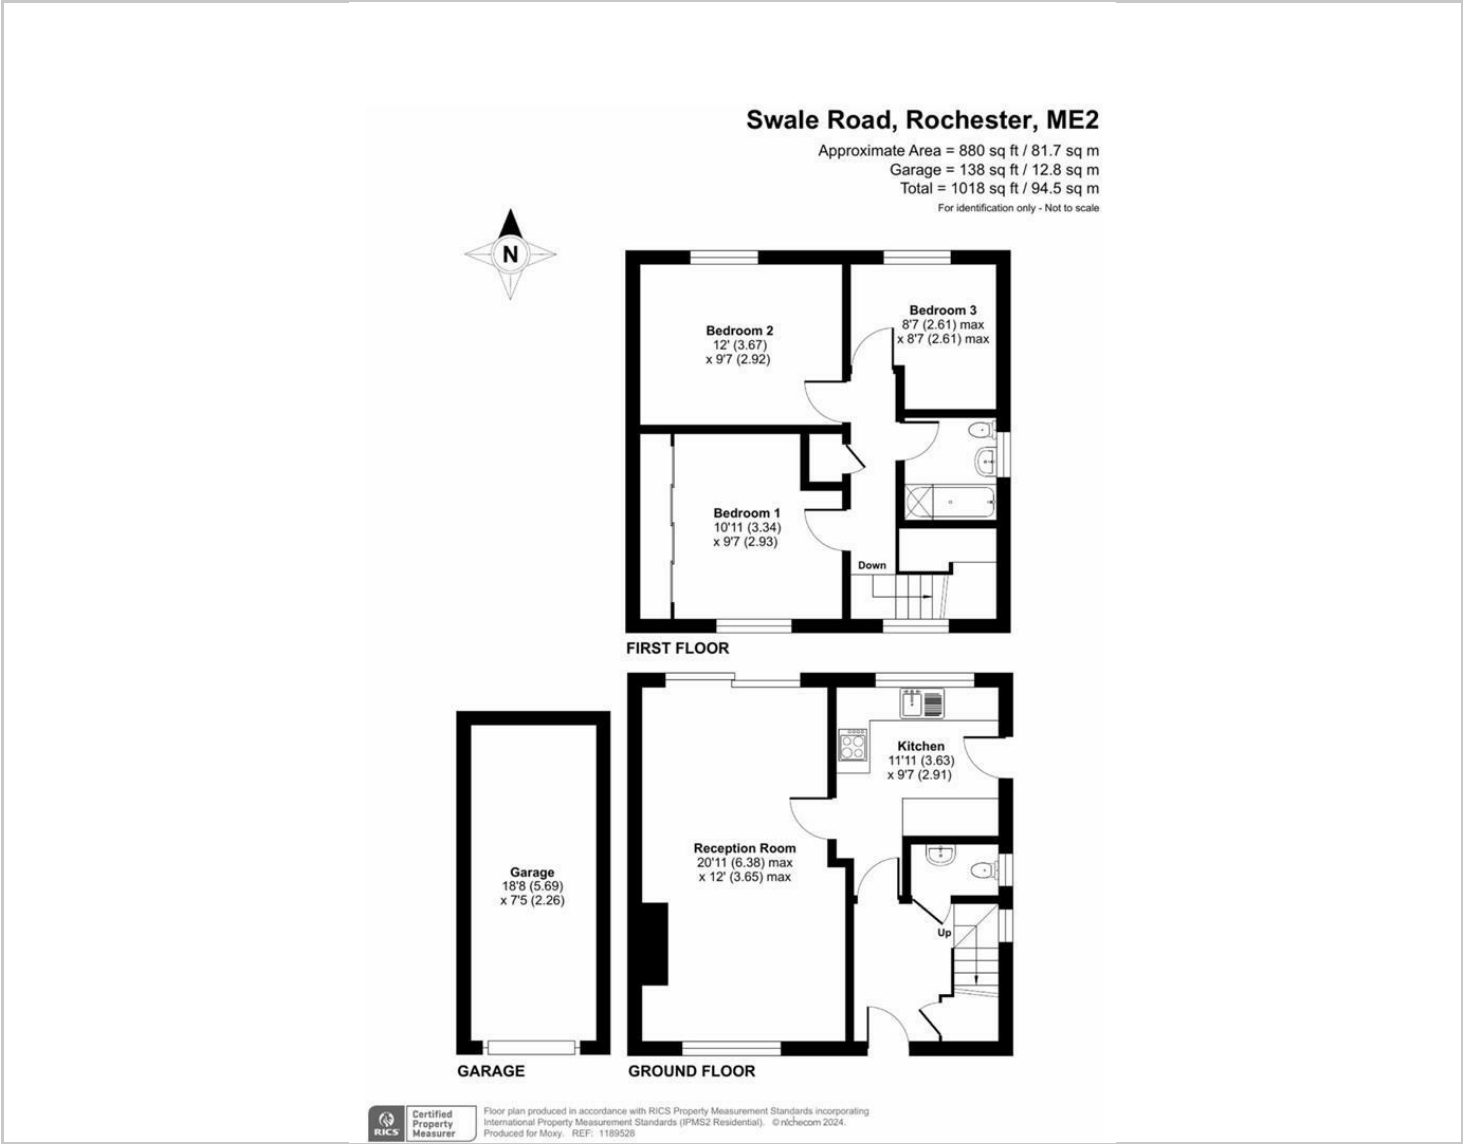 Swale Road, Rochester, ME2
Approximate Area = 880 sq ft / 81.7 sq m
Garage = 138 sq ft / 12.8 sq m
Total = 1018 sq ft / 94.5 sq m
For identification only - Not to scale
N
Bedroom 2
12' (3.67)
x 9'7 (2.92)
Bedroom 3
8'7 (2.61) max
x 8'7 (2.61) max
Bedroom 1
10'11 (3.34)
x 9'7 (2.93)
Down
FIRST FLOOR
Kitchen
11'11 (3.63)
x 9'7 (2.91)
Reception Room
20'11 (6.38) max
x 12' (3.65) max
Garage
18'8 (5.69)
x 7'5 (2.26)
Up
GARAGE
GROUND FLOOR
RICS
Certified
Property
Measurer
Floor plan produced in accordance with RICS Property Measurement Standards incorporating
International Property Measurement Standards (IPMS2 Residential). © nichecom 2024.
Produced for Moxy. REF: 1189528